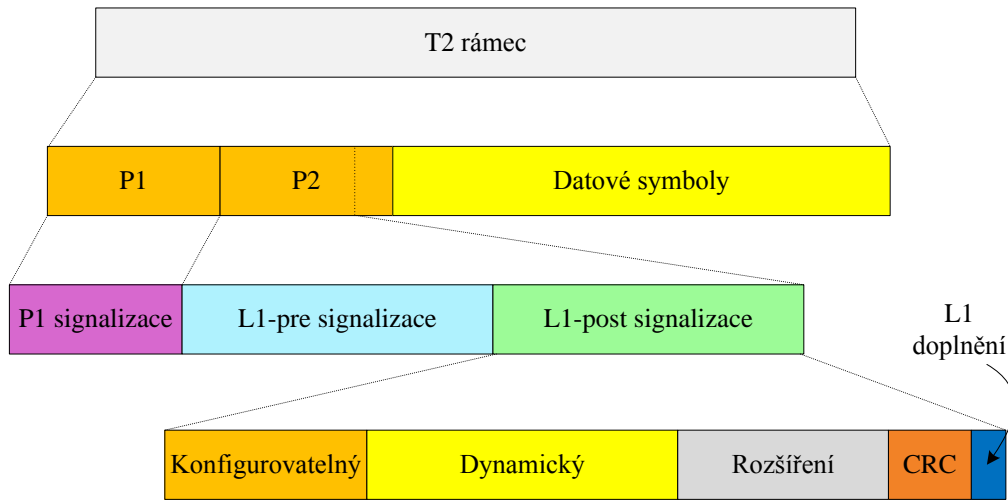 T2 rámec
P1
P2
Datové symboly
P1 signalizace
L1-pre signalizace
L1-post signalizace
L1
doplnění
Konfigurovatelný
Dynamický
Rozšíření
CRC